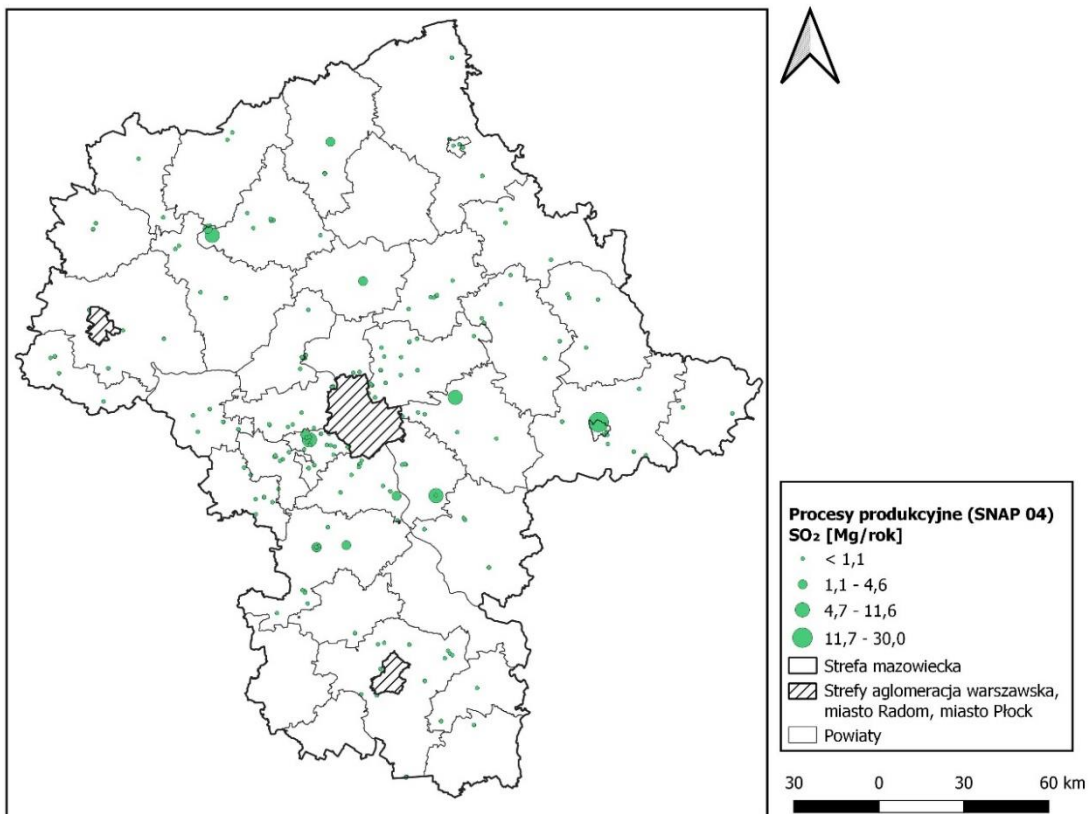 Procesy produkcyjne (SNAP 04)
SO₂ [Mg/rok]
< 1,1
1,1 - 4,6
4,7 - 11,6
11,7 - 30,0
Strefa mazowiecka
Strefy aglomeracja warszawska,
miasto Radom, miasto Płock
Powiaty
30 0 30 60 km